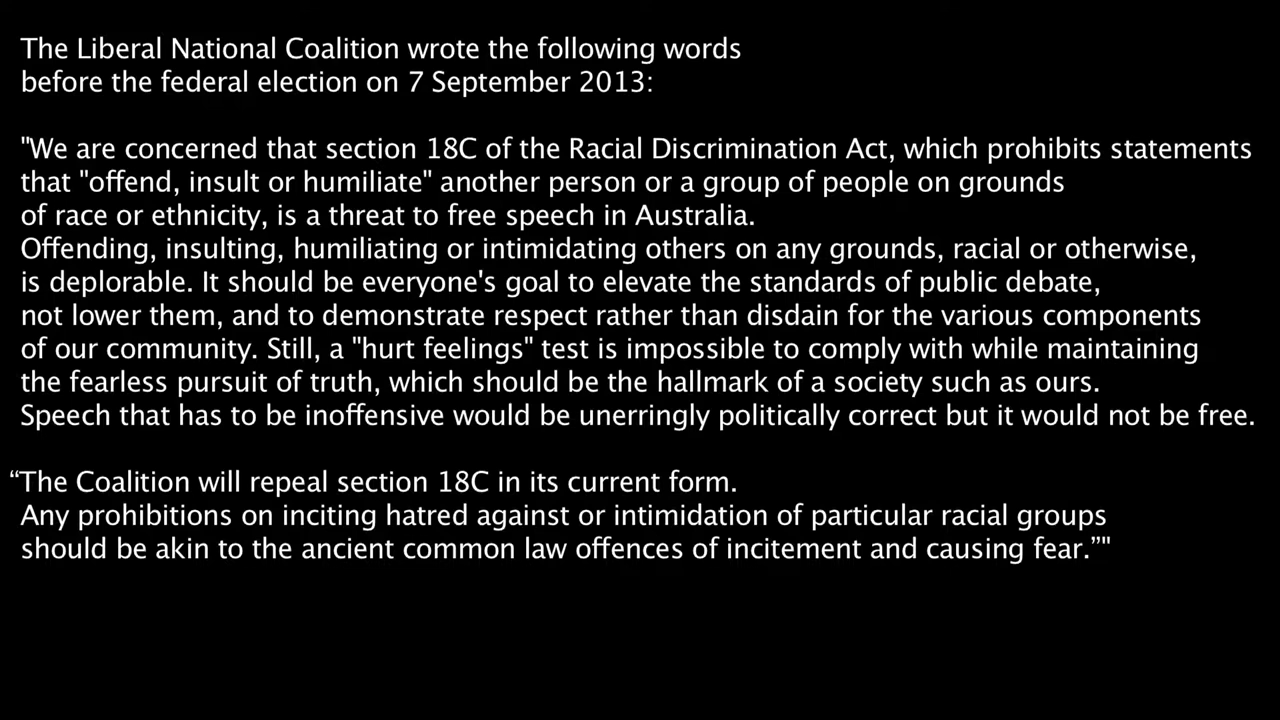 The Liberal National Coalition wrote the following words
before the federal election on 7 September 2013:
"We are concerned that section 18C of the Racial Discrimination Act, which prohibits statements
that "offend, insult or humiliate" another person or a group of people on grounds
of race or ethnicity, is a threat to free speech in Australia.
Offending, insulting, humiliating or intimidating others on any grounds, racial or otherwise,
is deplorable. It should be everyone's goal to elevate the standards of public debate,
not lower them, and to demonstrate respect rather than disdain for the various components
of our community. Still, a "hurt feelings" test is impossible to comply with while maintaining
the fearless pursuit of truth, which should be the hallmark of a society such as ours.
Speech that has to be inoffensive would be unerringly politically correct but it would not be free.
“The Coalition will repeal section 18C in its current form.
Any prohibitions on inciting hatred against or intimidation of particular racial groups
should be akin to the ancient common law offences of incitement and causing fear.”"